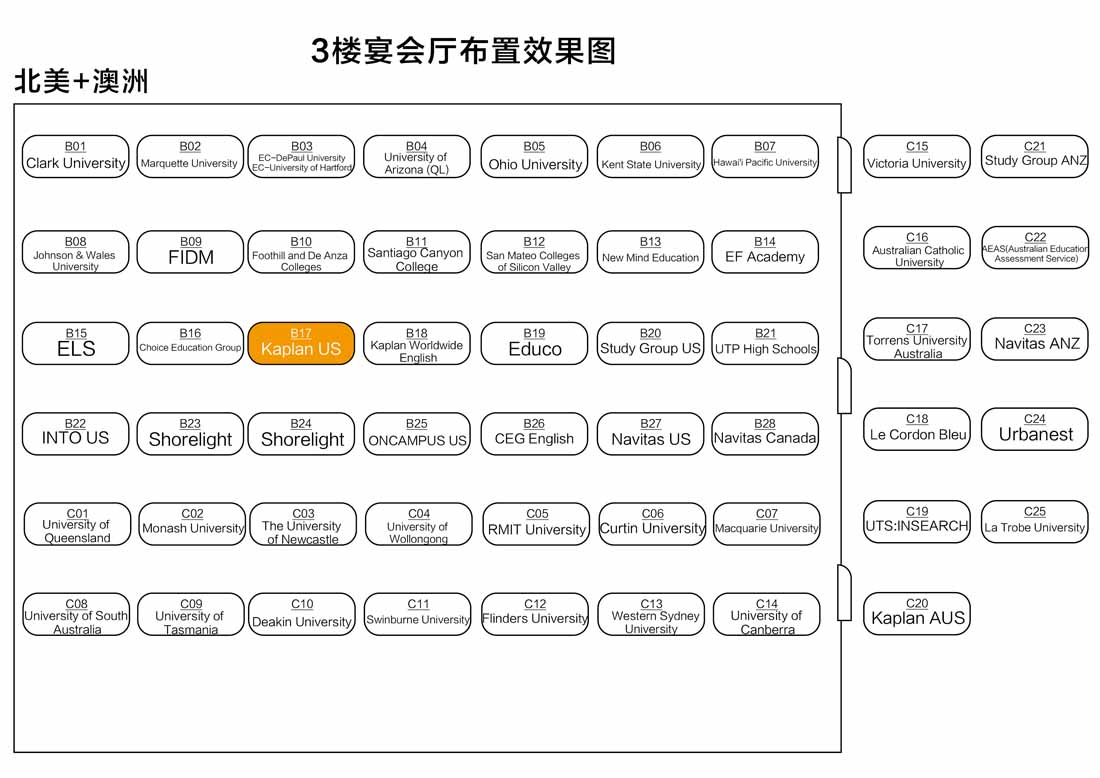 3楼宴会厅布置效果图
北美+澳洲
B01
Clark University
B02
Marquette University
B03
EC-DePaul University
EC-University of Hartford
B04
University of
Arizona (QL)
B05
Ohio University
B06
Kent State University
B07
Hawai'i Pacific University
C15
Victoria University
C21
Study Group ANZ
B08
Johnson & Wales
University
B09
FIDM
B10
Foothill and De Anza
Colleges
B11
Santiago Canyon
College
B12
San Mateo Colleges
of Silicon Valley
B13
New Mind Education
B14
EF Academy
C16
Australian Catholic
University
C22
AEAS(Australian Education
Assessment Service)
B15
ELS
B16
Choice Education Group
B17
Kaplan US
B18
Kaplan Worldwide
English
B19
Educo
B20
Study Group US
B21
UTP High Schools
C17
Torrens University
Australia
C23
Navitas ANZ
B22
INTO US
B23
Shorelight
B24
Shorelight
B25
ONCAMPUS US
B26
CEG English
B27
Navitas US
B28
Navitas Canada
C18
Le Cordon Bleu
C24
Urbanest
C01
University of
Queensland
C02
Monash University
C03
The University
of Newcastle
C04
University of
Wollongong
C05
RMIT University
C06
Curtin University
C07
Macquarie University
C19
UTS:INSEARCH
C25
La Trobe University
C08
University of South
Australia
C09
University of
Tasmania
C10
Deakin University
C11
Swinburne University
C12
Flinders University
C13
Western Sydney
University
C14
University of
Canberra
C20
Kaplan AUS